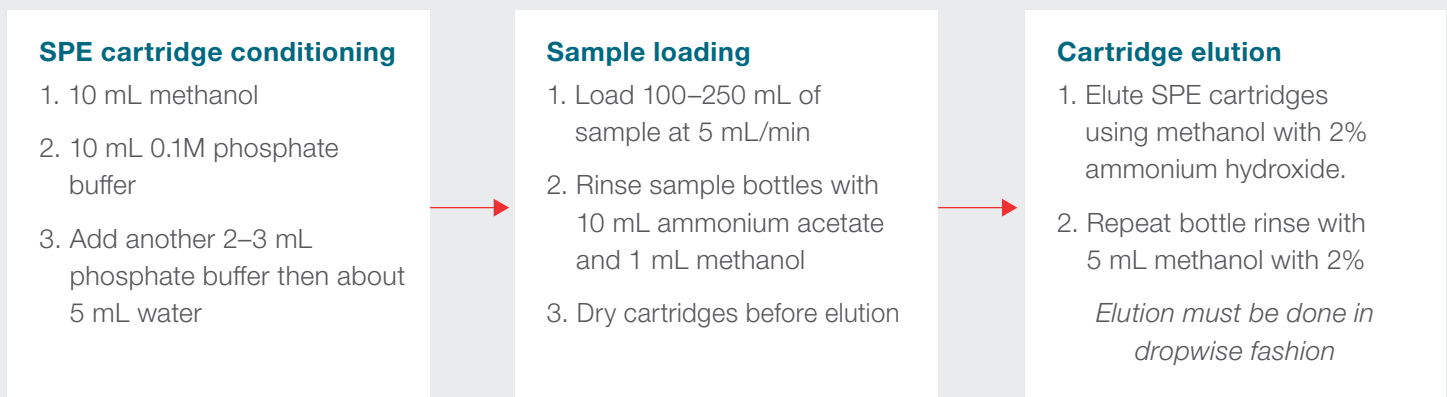 SPE cartridge conditioning
1. 10 mL methanol
2. 10 mL 0.1M phosphate
buffer
3. Add another 2–3 mL
phosphate buffer then about
5 mL water
Sample loading
1. Load 100–250 mL of
sample at 5 mL/min
2. Rinse sample bottles with
10 mL ammonium acetate
and 1 mL methanol
3. Dry cartridges before elution
Cartridge elution
1. Elute SPE cartridges
using methanol with 2%
ammonium hydroxide.
2. Repeat bottle rinse with
5 mL methanol with 2%
Elution must be done in
dropwise fashion